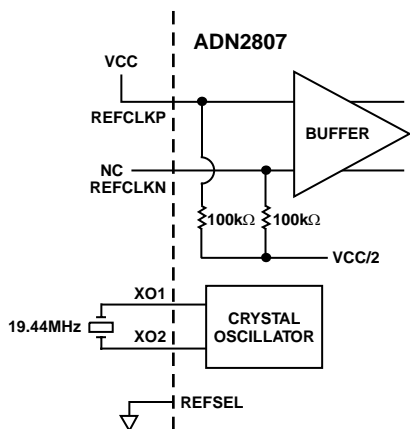 ADN2807
VCC
REFCLKP
BUFFER
NC
REFCLKN
100kΩ 100kΩ
VCC/2
XO1
19.44MHz
XO2
CRYSTAL
OSCILLATOR
REFSEL